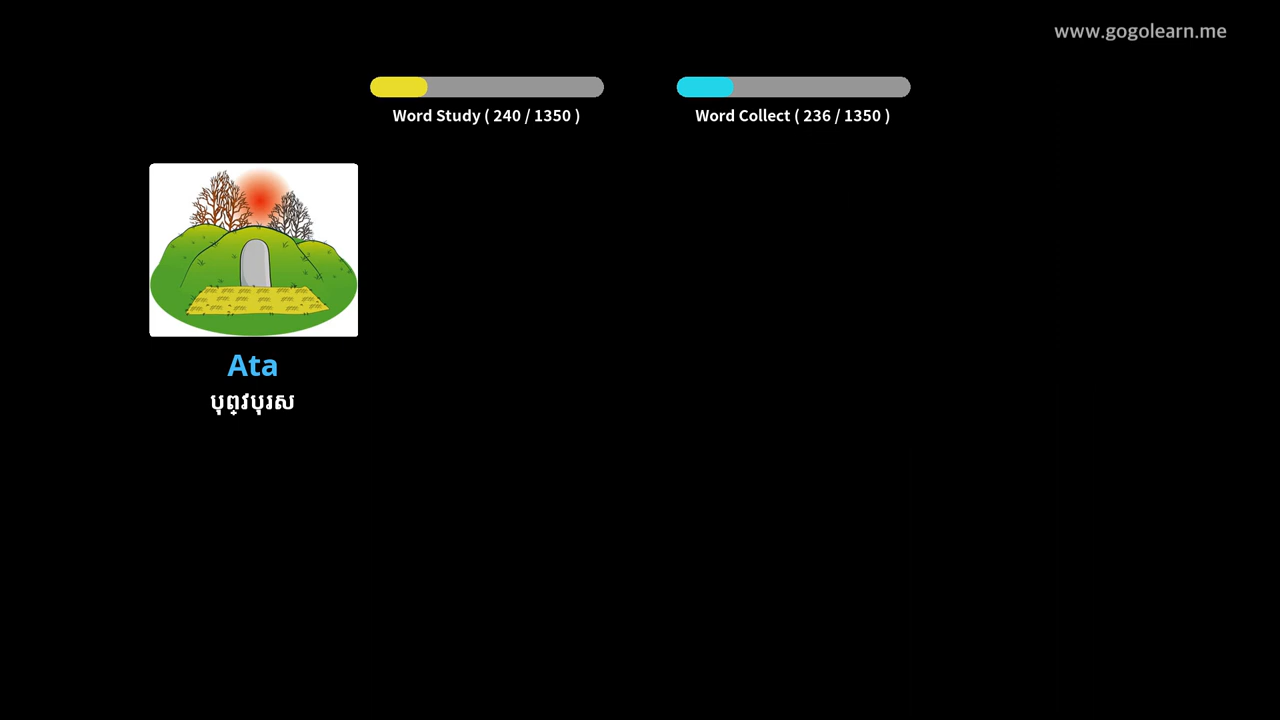 www.gogolearn.me
Word Study ( 240 / 1350 )
Word Collect ( 236 / 1350 )
Ata
បុព្វបុរស